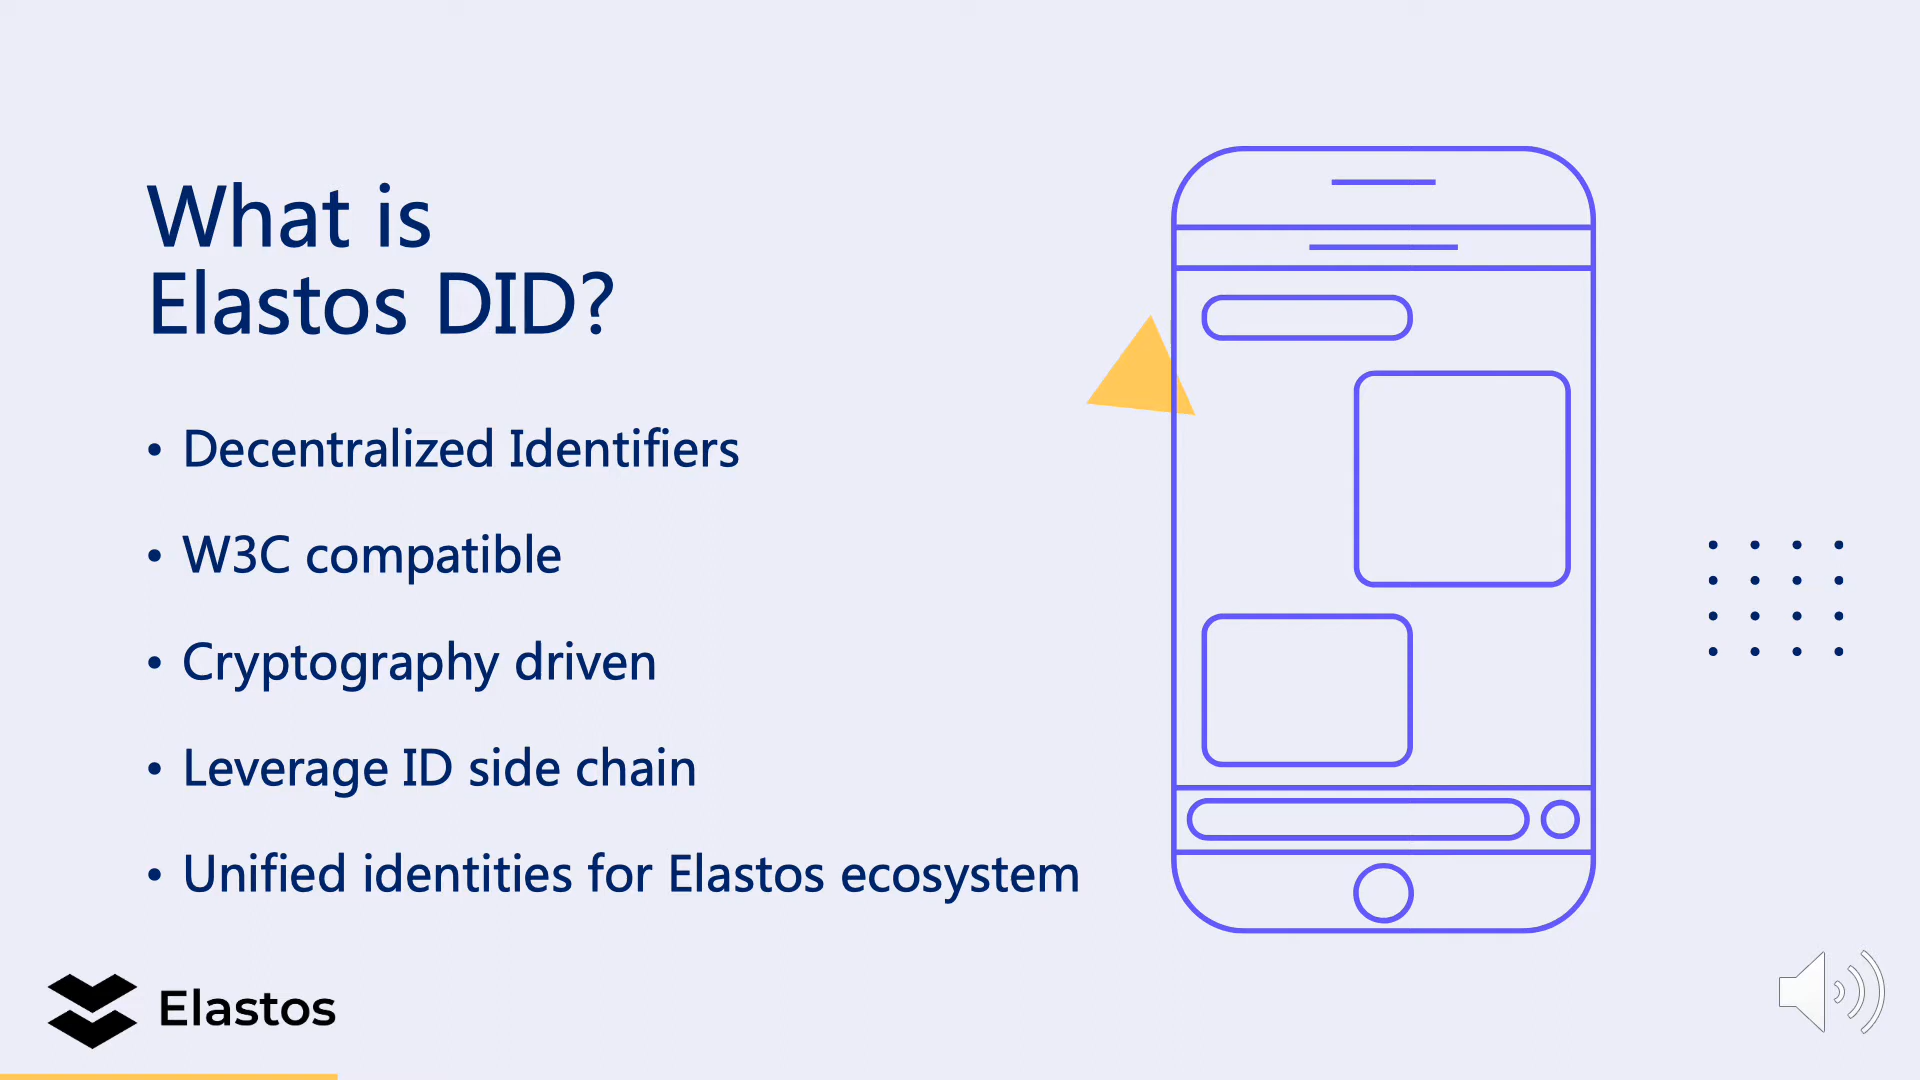 What is
Elastos DID?
• Decentralized Identifiers
• W3C compatible
• Cryptography driven
• Leverage ID side chain
• Unified identities for Elastos ecosystem
Elastos